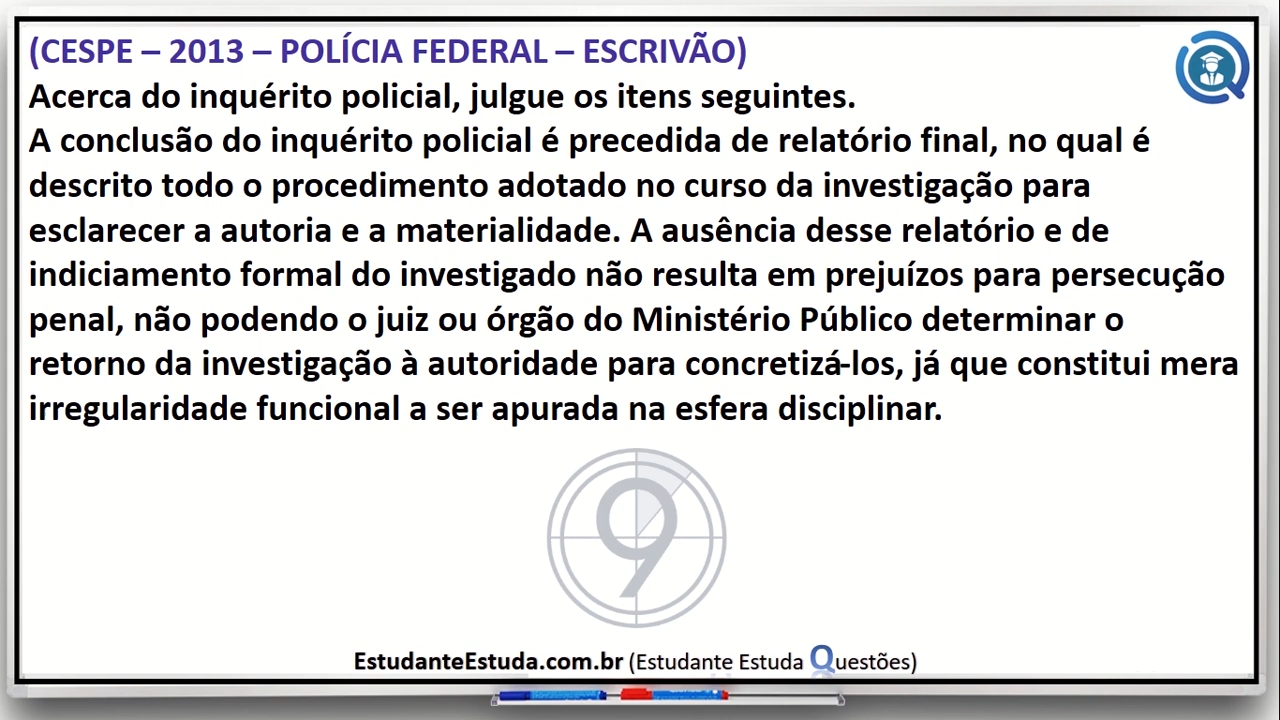 (CESPE – 2013 – POLÍCIA FEDERAL – ESCRIVÃO)
Acerca do inquérito policial, julgue os itens seguintes.
A conclusão do inquérito policial é precedida de relatório final, no qual é
descrito todo o procedimento adotado no curso da investigação para
esclarecer a autoria e a materialidade. A ausência desse relatório e de
indiciamento formal do investigado não resulta em prejuízos para persecução
penal, não podendo o juiz ou órgão do Ministério Público determinar o
retorno da investigação à autoridade para concretizá-los, já que constitui mera
irregularidade funcional a ser apurada na esfera disciplinar.
9
EstudanteEstuda.com.br (Estudante Estuda Questões)